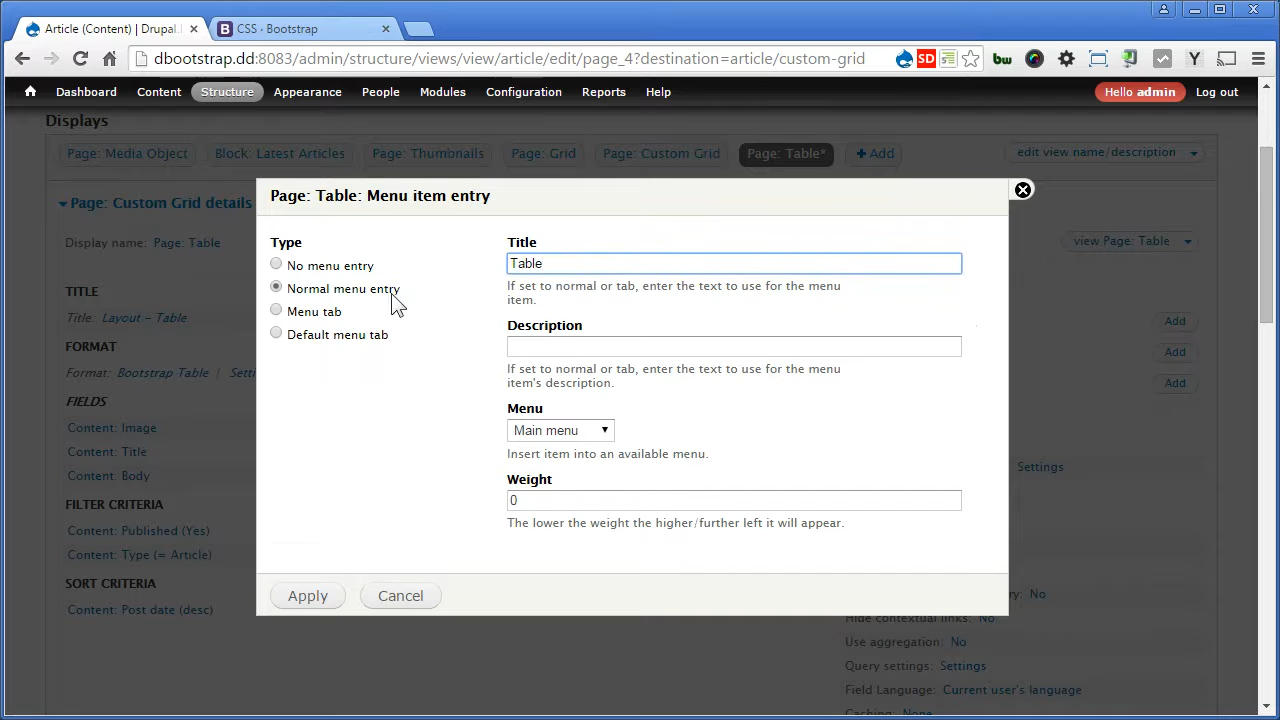 Article (Content) | Drupal.
CSS · Bootstrap
dbootstrap.dd:8083/admin/structure/views/view/article/edit/page_4?destination=article/custom-grid
SD
bw
Dashboard Content Structure Appearance People Modules Configuration Reports Help Hello admin Log out
Displays
Page: Media Object Block: Latest Articles Page: Thumbnails Page: Grid Page: Custom Grid Page: Table* + Add edit view name/description
Page: Table: Menu item entry
Page: Custom Grid details
Display name: Page: Table
view Page: Table
Type
No menu entry
Normal menu entry
Menu tab
Default menu tab
Title
Table
If set to normal or tab, enter the text to use for the menu
item.
Description
If set to normal or tab, enter the text to use for the menu
item's description.
Menu
Main menu
Insert item into an available menu.
Weight
0
The lower the weight the higher/further left it will appear.
Apply Cancel
TITLE
Title: Layout - Table
FORMAT
Format: Bootstrap Table |
FIELDS
Content: Image
Content: Title
Content: Body
FILTER CRITERIA
Content: Published (Yes)
Content: Type (= Article)
SORT CRITERIA
Content: Post date (desc)
Add
Add
Add
Settings
No
Hide contextual links: No
Use aggregation: No
Query settings: Settings
Field Language: Current user's language
Caching: None